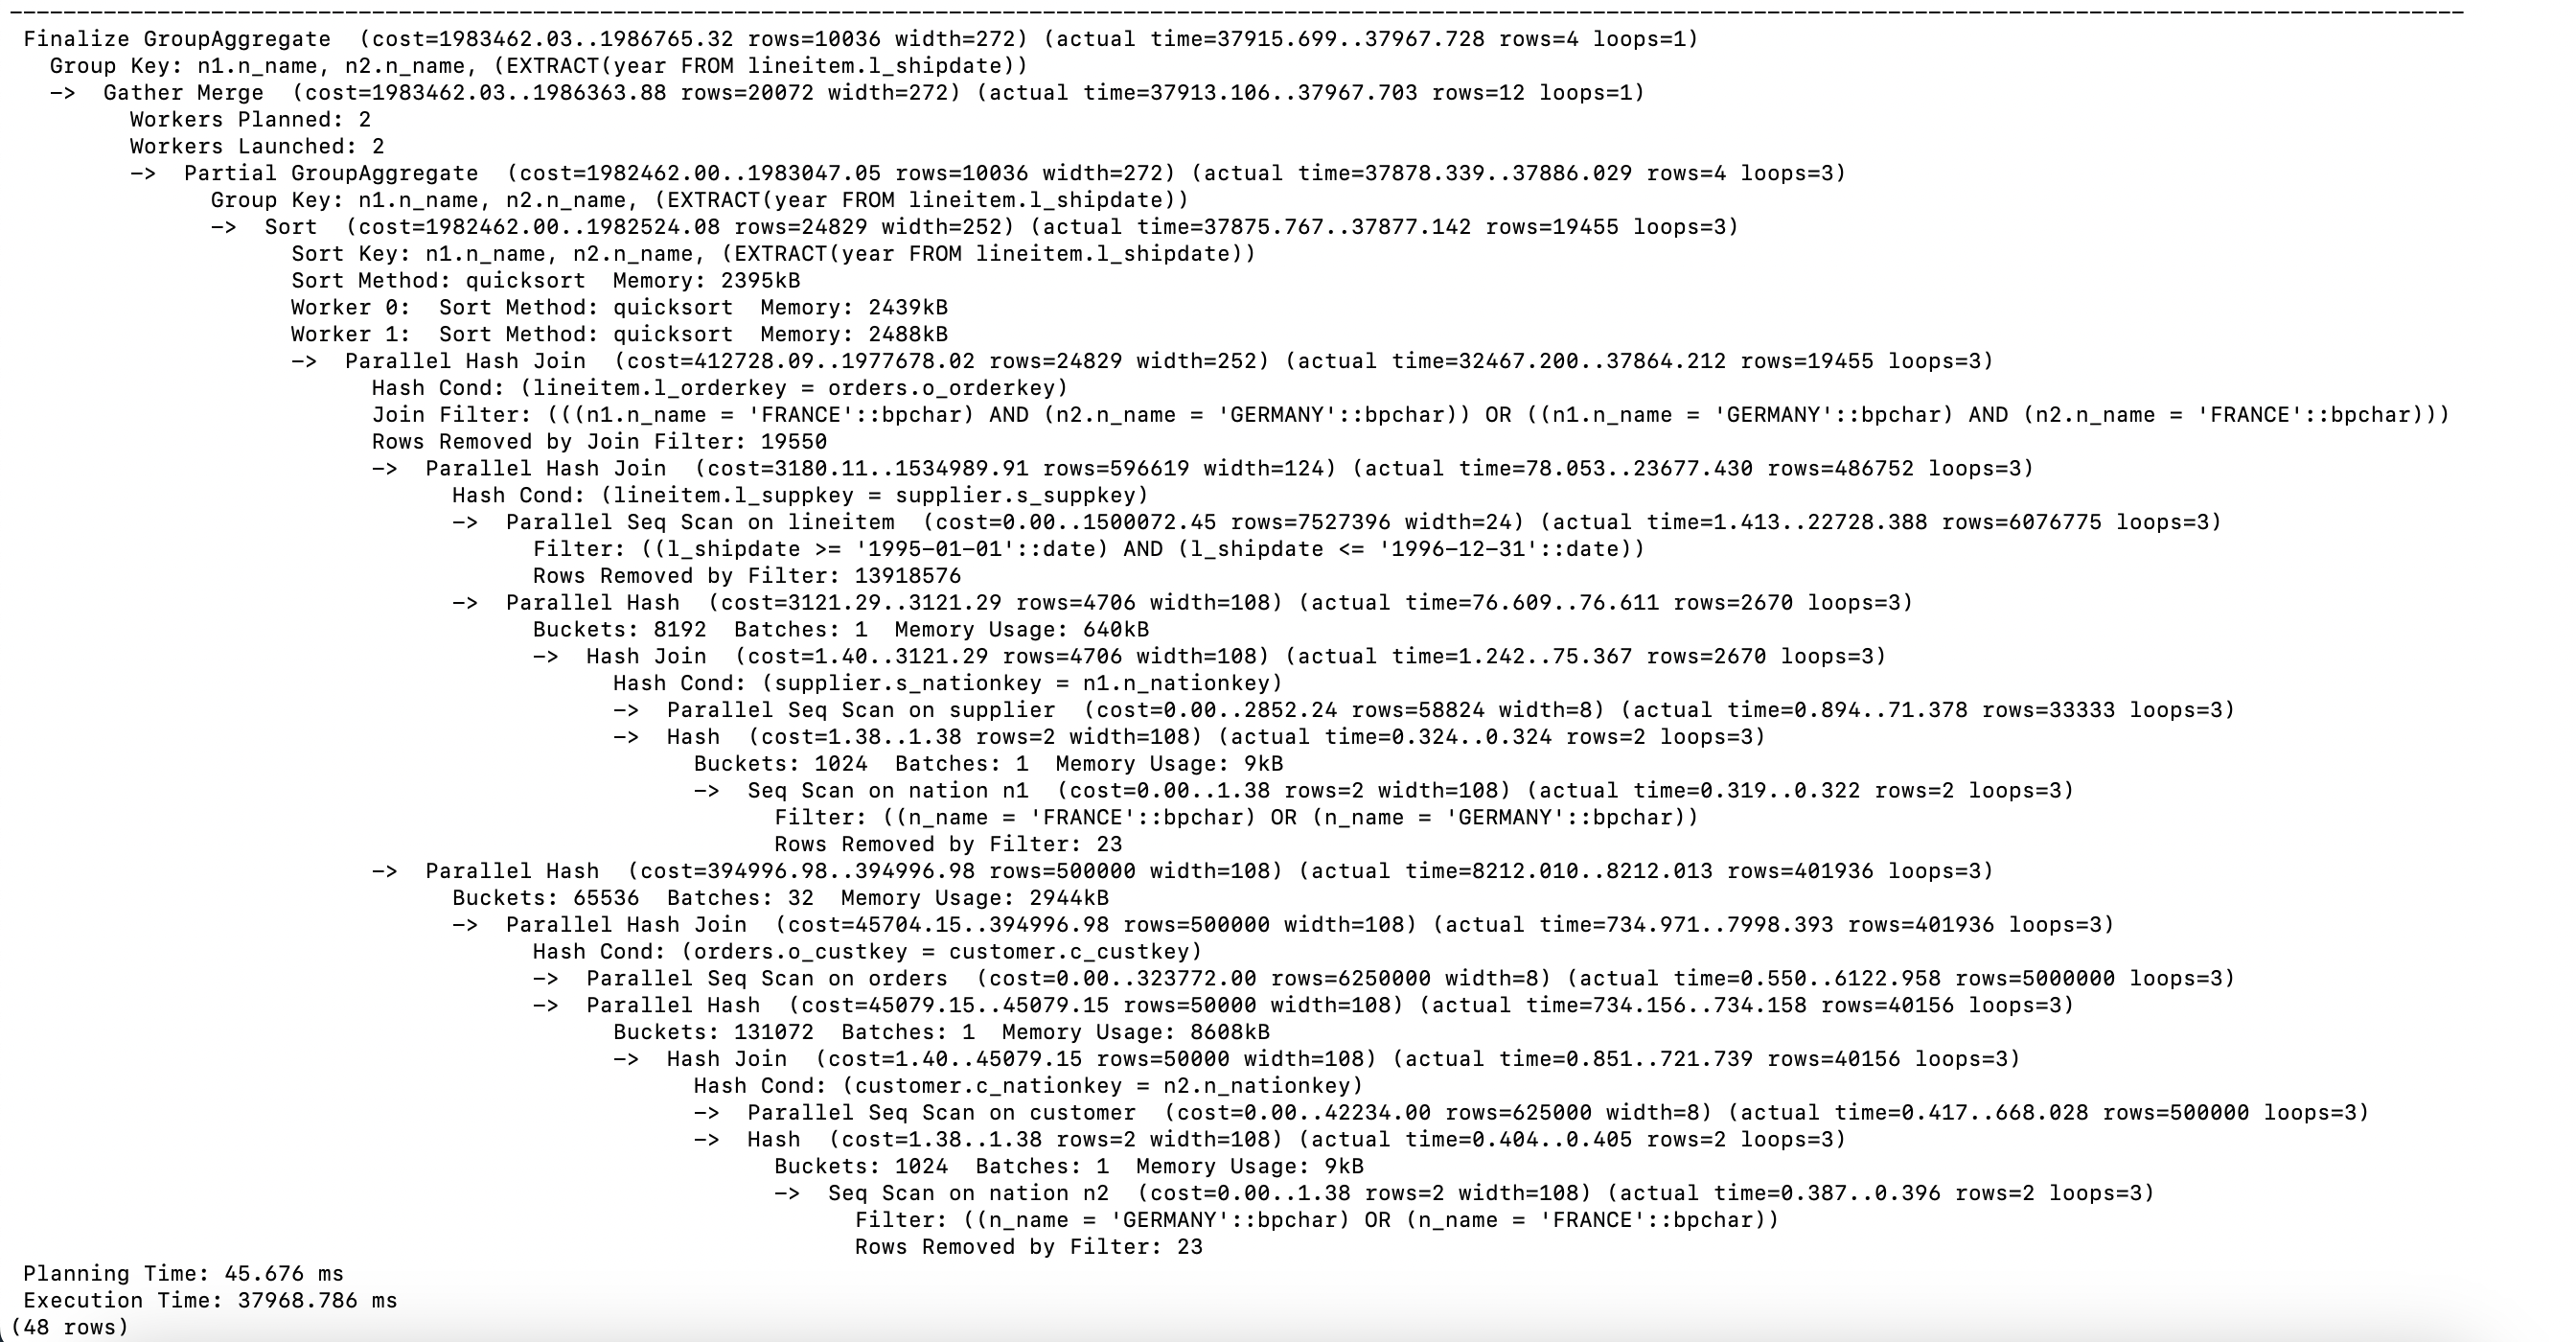 Finalize GroupAggregate  (cost=1983462.03..1986765.32 rows=10036 width=272) (actual time=37915.699..37967.728 rows=4 loops=1)
Group Key: n1.n_name, n2.n_name, (EXTRACT(year FROM lineitem.l_shipdate))
->  Gather Merge  (cost=1983462.03..1986363.88 rows=20072 width=272) (actual time=37913.106..37967.703 rows=12 loops=1)
Workers Planned: 2
Workers Launched: 2
->  Partial GroupAggregate  (cost=1982462.00..1983047.05 rows=10036 width=272) (actual time=37878.339..37886.029 rows=4 loops=3)
Group Key: n1.n_name, n2.n_name, (EXTRACT(year FROM lineitem.l_shipdate))
->  Sort  (cost=1982462.00..1982524.08 rows=24829 width=252) (actual time=37875.767..37877.142 rows=19455 loops=3)
Sort Key: n1.n_name, n2.n_name, (EXTRACT(year FROM lineitem.l_shipdate))
Sort Method: quicksort  Memory: 2395kB
Worker 0:  Sort Method: quicksort  Memory: 2439kB
Worker 1:  Sort Method: quicksort  Memory: 2488kB
->  Parallel Hash Join  (cost=412728.09..1977678.02 rows=24829 width=252) (actual time=32467.200..37864.212 rows=19455 loops=3)
Hash Cond: (lineitem.l_orderkey = orders.o_orderkey)
Join Filter: (((n1.n_name = 'FRANCE'::bpchar) AND (n2.n_name = 'GERMANY'::bpchar)) OR ((n1.n_name = 'GERMANY'::bpchar) AND (n2.n_name = 'FRANCE'::bpchar)))
Rows Removed by Join Filter: 19550
->  Parallel Hash Join  (cost=3180.11..1534989.91 rows=596619 width=124) (actual time=78.053..23677.430 rows=486752 loops=3)
Hash Cond: (lineitem.l_suppkey = supplier.s_suppkey)
->  Parallel Seq Scan on lineitem  (cost=0.00..1500072.45 rows=7527396 width=24) (actual time=1.413..22728.388 rows=6076775 loops=3)
Filter: ((l_shipdate >= '1995-01-01'::date) AND (l_shipdate <= '1996-12-31'::date))
Rows Removed by Filter: 13918576
->  Parallel Hash  (cost=3121.29..3121.29 rows=4706 width=108) (actual time=76.609..76.611 rows=2670 loops=3)
Buckets: 8192  Batches: 1  Memory Usage: 640kB
->  Hash Join  (cost=1.40..3121.29 rows=4706 width=108) (actual time=1.242..75.367 rows=2670 loops=3)
Hash Cond: (supplier.s_nationkey = n1.n_nationkey)
->  Parallel Seq Scan on supplier  (cost=0.00..2852.24 rows=58824 width=8) (actual time=0.894..71.378 rows=33333 loops=3)
->  Hash  (cost=1.38..1.38 rows=2 width=108) (actual time=0.324..0.324 rows=2 loops=3)
Buckets: 1024  Batches: 1  Memory Usage: 9kB
->  Seq Scan on nation n1  (cost=0.00..1.38 rows=2 width=108) (actual time=0.319..0.322 rows=2 loops=3)
Filter: ((n_name = 'FRANCE'::bpchar) OR (n_name = 'GERMANY'::bpchar))
Rows Removed by Filter: 23
->  Parallel Hash  (cost=394996.98..394996.98 rows=500000 width=108) (actual time=8212.010..8212.013 rows=401936 loops=3)
Buckets: 65536  Batches: 32  Memory Usage: 2944kB
->  Parallel Hash Join  (cost=45704.15..394996.98 rows=500000 width=108) (actual time=734.971..7998.393 rows=401936 loops=3)
Hash Cond: (orders.o_custkey = customer.c_custkey)
->  Parallel Seq Scan on orders  (cost=0.00..323772.00 rows=6250000 width=8) (actual time=0.550..6122.958 rows=5000000 loops=3)
->  Parallel Hash  (cost=45079.15..45079.15 rows=50000 width=108) (actual time=734.156..734.158 rows=40156 loops=3)
Buckets: 131072  Batches: 1  Memory Usage: 8608kB
->  Hash Join  (cost=1.40..45079.15 rows=50000 width=108) (actual time=0.851..721.739 rows=40156 loops=3)
Hash Cond: (customer.c_nationkey = n2.n_nationkey)
->  Parallel Seq Scan on customer  (cost=0.00..42234.00 rows=625000 width=8) (actual time=0.417..668.028 rows=500000 loops=3)
->  Hash  (cost=1.38..1.38 rows=2 width=108) (actual time=0.404..0.405 rows=2 loops=3)
Buckets: 1024  Batches: 1  Memory Usage: 9kB
->  Seq Scan on nation n2  (cost=0.00..1.38 rows=2 width=108) (actual time=0.387..0.396 rows=2 loops=3)
Filter: ((n_name = 'GERMANY'::bpchar) OR (n_name = 'FRANCE'::bpchar))
Rows Removed by Filter: 23
Planning Time: 45.676 ms
Execution Time: 37968.786 ms
(48 rows)